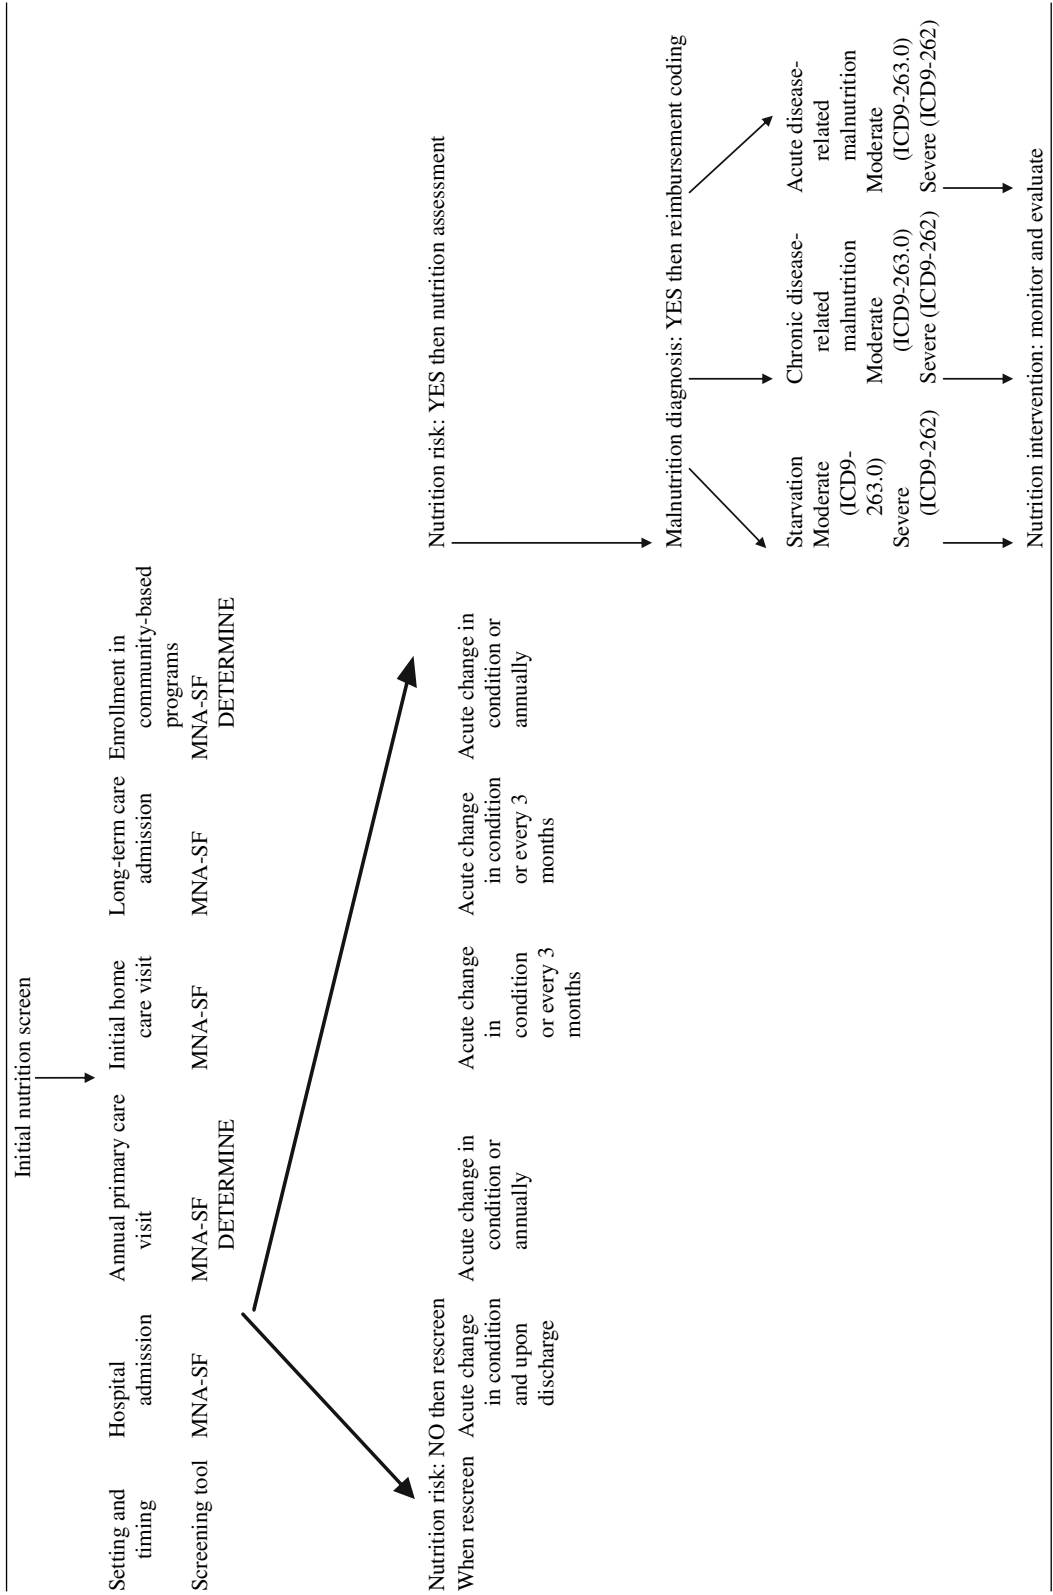 Initial nutrition screen
Setting and
timing
Hospital
admission
Annual primary care
visit
Initial home
care visit
Long-term care
admission
Enrollment in
community-based
programs
Screening tool
MNA-SF
MNA-SF
DETERMINE
MNA-SF
MNA-SF
MNA-SF
DETERMINE
Nutrition risk: NO then rescreen
When rescreen
Acute change
in condition
and upon
discharge
Acute change in
condition or
annually
Acute change
in
condition
or every 3
months
Acute change
in condition
or every 3
months
Acute change in
condition or
annually
Nutrition risk: YES then nutrition assessment
Malnutrition diagnosis: YES then reimbursement coding
Starvation
Moderate
(ICD9-
263.0)
Severe
(ICD9-262)
Chronic disease-
related
malnutrition
Moderate
(ICD9-263.0)
Severe (ICD9-262)
Acute disease-
related
malnutrition
Moderate
(ICD9-263.0)
Severe (ICD9-262)
Nutrition intervention: monitor and evaluate